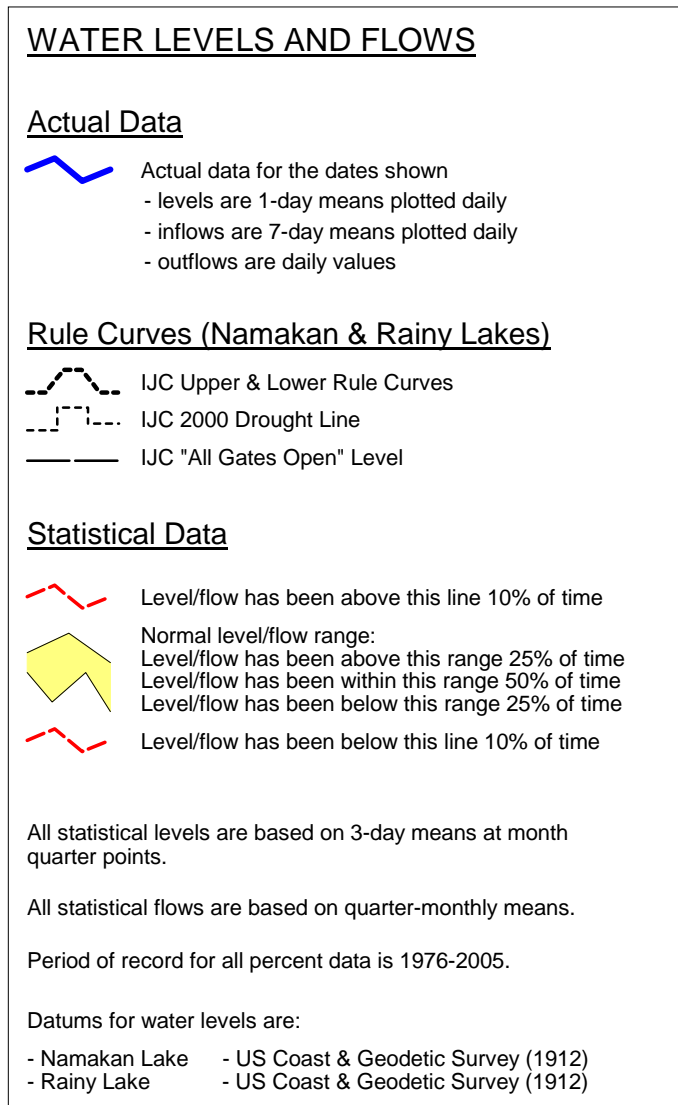 WATER LEVELS AND FLOWS
Actual Data
Actual data for the dates shown
- levels are 1-day means plotted daily
- inflows are 7-day means plotted daily
- outflows are daily values
Rule Curves (Namakan & Rainy Lakes)
IJC Upper & Lower Rule Curves
IJC 2000 Drought Line
IJC "All Gates Open" Level
Statistical Data
Level/flow has been above this line 10% of time
Normal level/flow range:
Level/flow has been above this range 25% of time
Level/flow has been within this range 50% of time
Level/flow has been below this range 25% of time
Level/flow has been below this line 10% of time
All statistical levels are based on 3-day means at month
quarter points.
All statistical flows are based on quarter-monthly means.
Period of record for all percent data is 1976-2005.
Datums for water levels are:
- Namakan Lake - US Coast & Geodetic Survey (1912)
- Rainy Lake - US Coast & Geodetic Survey (1912)